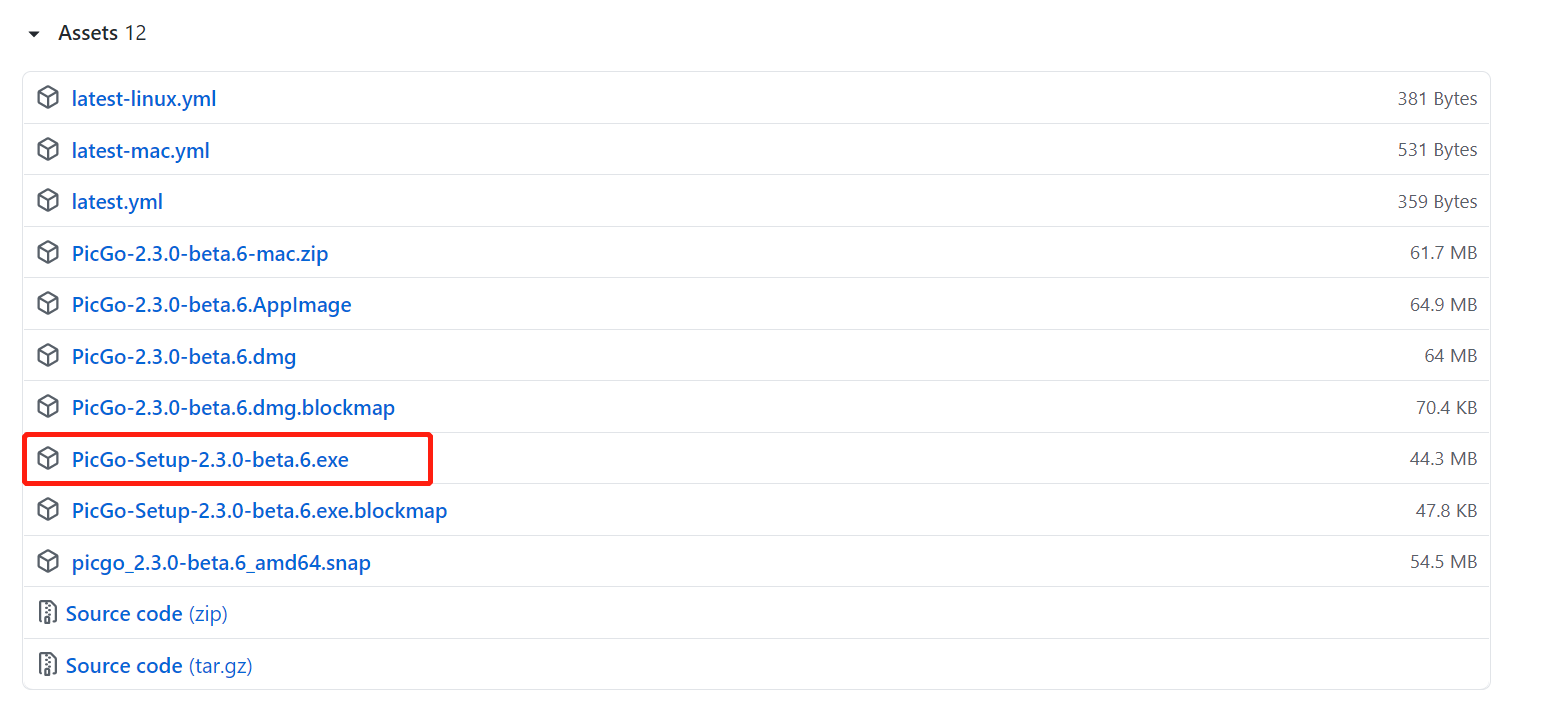 Assets 12
latest-linux.yml 381 Bytes
latest-mac.yml 531 Bytes
latest.yml 359 Bytes
PicGo-2.3.0-beta.6-mac.zip 61.7 MB
PicGo-2.3.0-beta.6.AppImage 64.9 MB
PicGo-2.3.0-beta.6.dmg 64 MB
PicGo-2.3.0-beta.6.dmg.blockmap 70.4 KB
PicGo-Setup-2.3.0-beta.6.exe 44.3 MB
PicGo-Setup-2.3.0-beta.6.exe.blockmap 47.8 KB
picgo_2.3.0-beta.6_amd64.snap 54.5 MB
Source code (zip)
Source code (tar.gz)